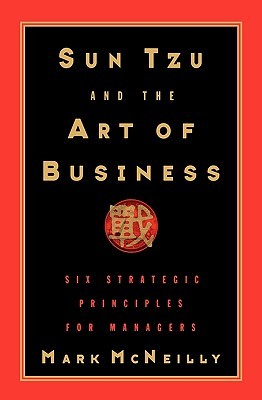 SUN TZU
AND THE
ART OF
BUSINESS
戰
SIX STRATEGIC
PRINCIPLES
FOR MANAGERS
MARK MCNEILLY